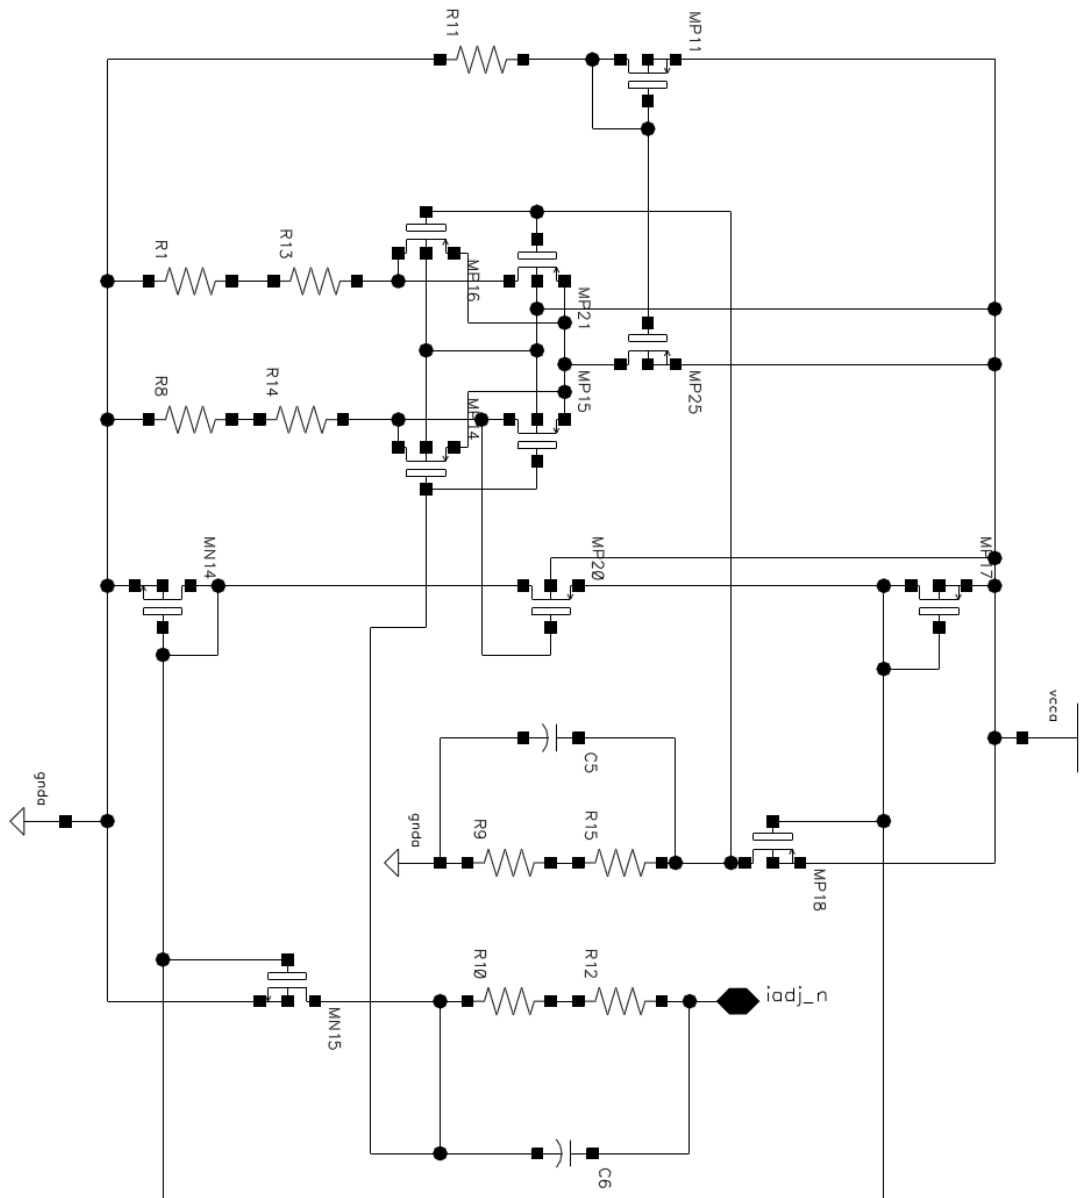 R11
MP11
R1
R13
MP16
MP21
R8
R14
MP14
MP15
MP25
MN14
MP20
MP17
vcca
gnda
C5
gnda
R9
R15
MP18
R10
R12
iadj_n
MN15
C6